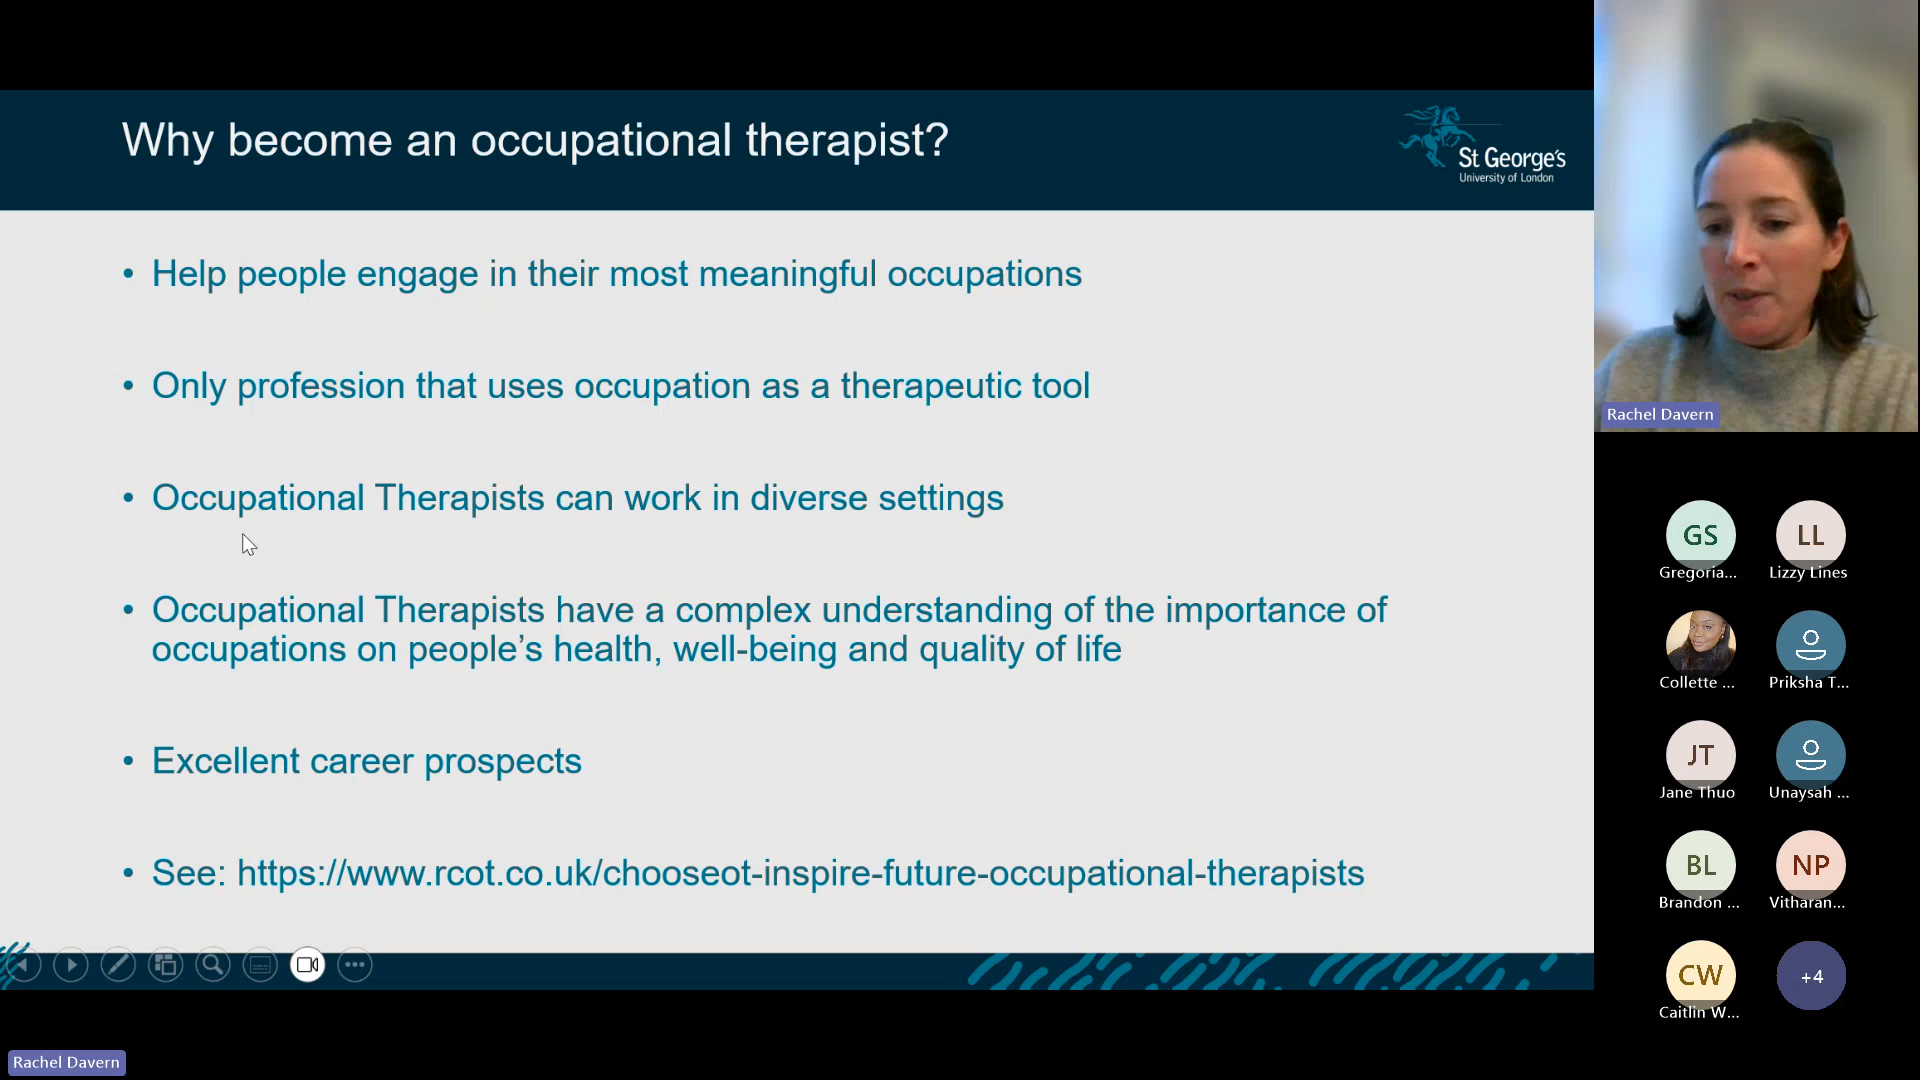 Why become an occupational therapist?
St George's
University of London
• Help people engage in their most meaningful occupations
• Only profession that uses occupation as a therapeutic tool
• Occupational Therapists can work in diverse settings
• Occupational Therapists have a complex understanding of the importance of
occupations on people’s health, well-being and quality of life
• Excellent career prospects
• See: https://www.rcot.co.uk/chooseot-inspire-future-occupational-therapists
Rachel Davern
GS
Gregoria...
LL
Lizzy Lines
Collette ...
Priksha T...
JT
Jane Thuo
Unaysah ...
BL
Brandon ...
NP
Vitharan...
CW
Caitlin W...
+4
Rachel Davern